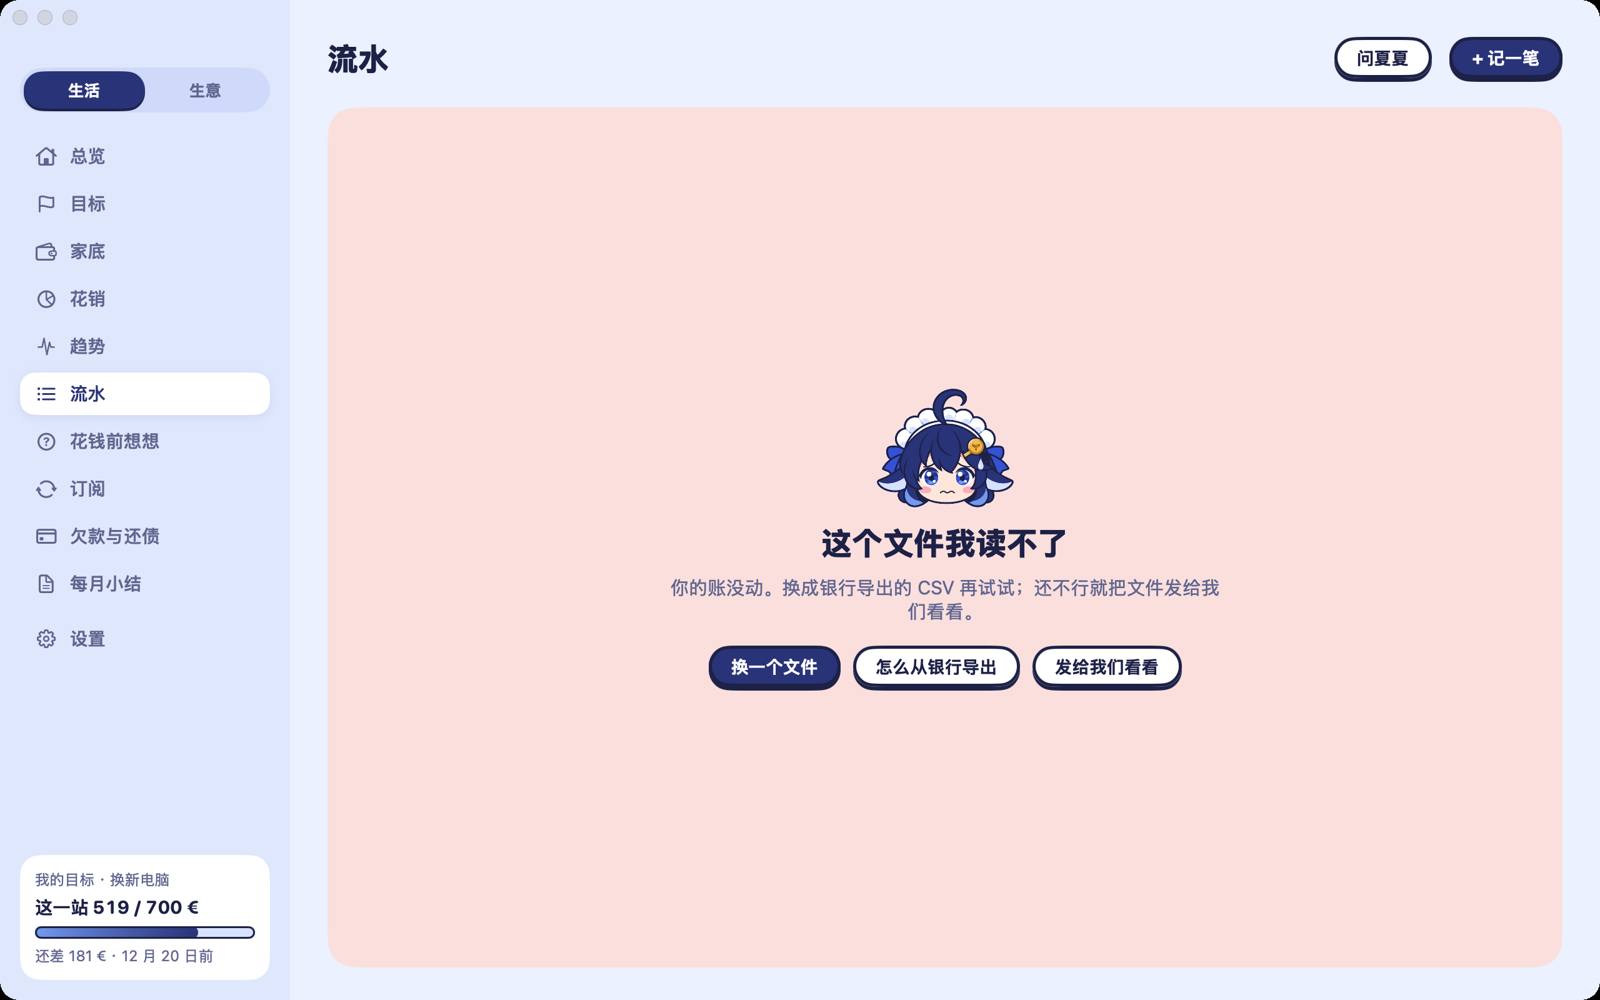 生活
生意
总览
目标
家底
花销
趋势
流水
花钱前想想
订阅
欠款与还债
每月小结
设置
我的目标 · 换新电脑
这一站 519 / 700 €
还差 181 € · 12 月 20 日前
流水
问夏夏
+ 记一笔
这个文件我读不了
你的账没动。换成银行导出的 CSV 再试试；还不行就把文件发给我
们看看。
换一个文件
怎么从银行导出
发给我们看看